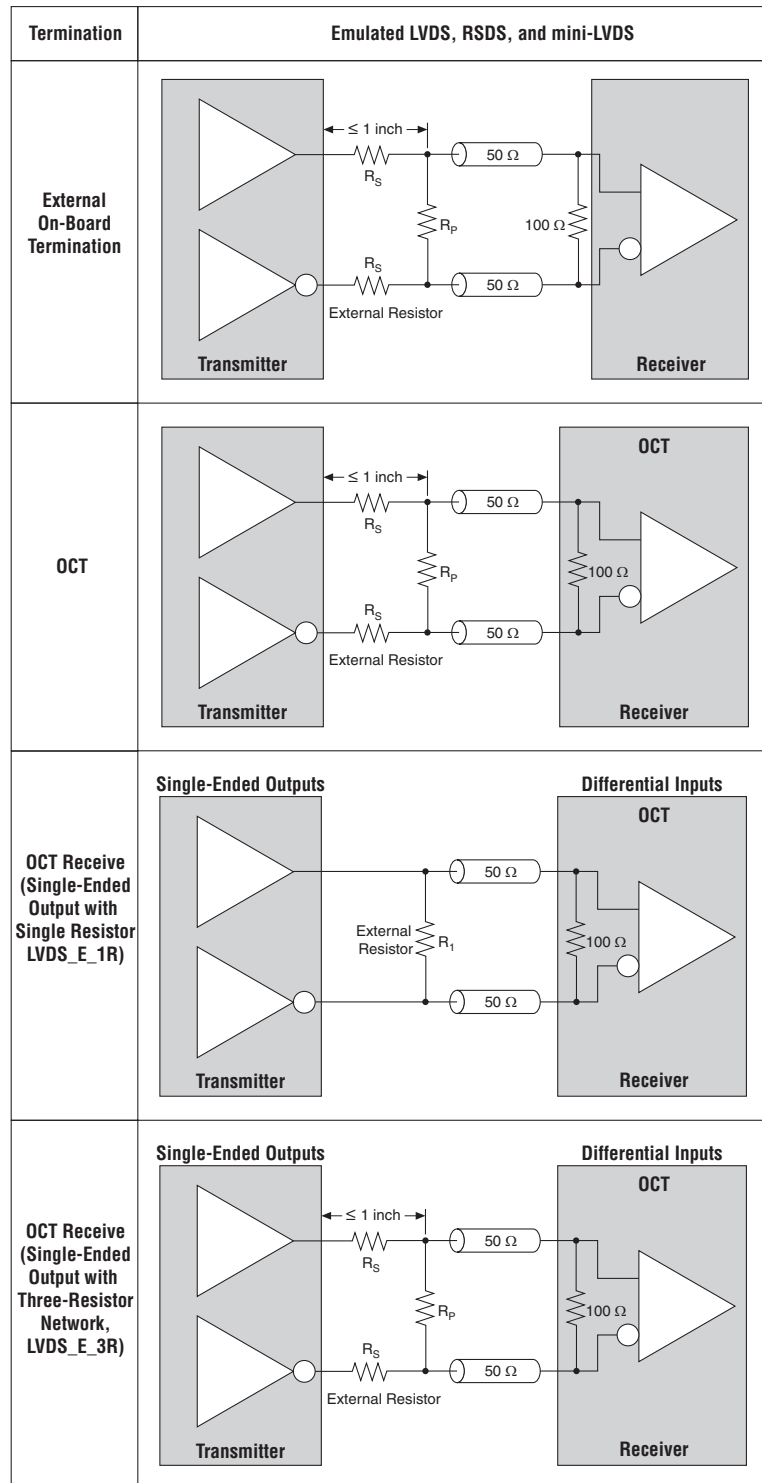 Termination
Emulated LVDS, RSDS, and mini-LVDS
External
On-Board
Termination
≤ 1 inch
50 Ω
RS
RP
100 Ω
RS
50 Ω
External Resistor
Transmitter
Receiver
OCT
OCT
≤ 1 inch
50 Ω
RS
RP
100 Ω
RS
50 Ω
External Resistor
Transmitter
Receiver
OCT Receive
(Single-Ended
Output with
Single Resistor
LVDS_E_1R)
Single-Ended Outputs
Differential Inputs
OCT
50 Ω
External
Resistor
R1
100 Ω
50 Ω
Transmitter
Receiver
OCT Receive
(Single-Ended
Output with
Three-Resistor
Network,
LVDS_E_3R)
Single-Ended Outputs
Differential Inputs
OCT
≤ 1 inch
50 Ω
RS
RP
100 Ω
RS
50 Ω
External Resistor
Transmitter
Receiver